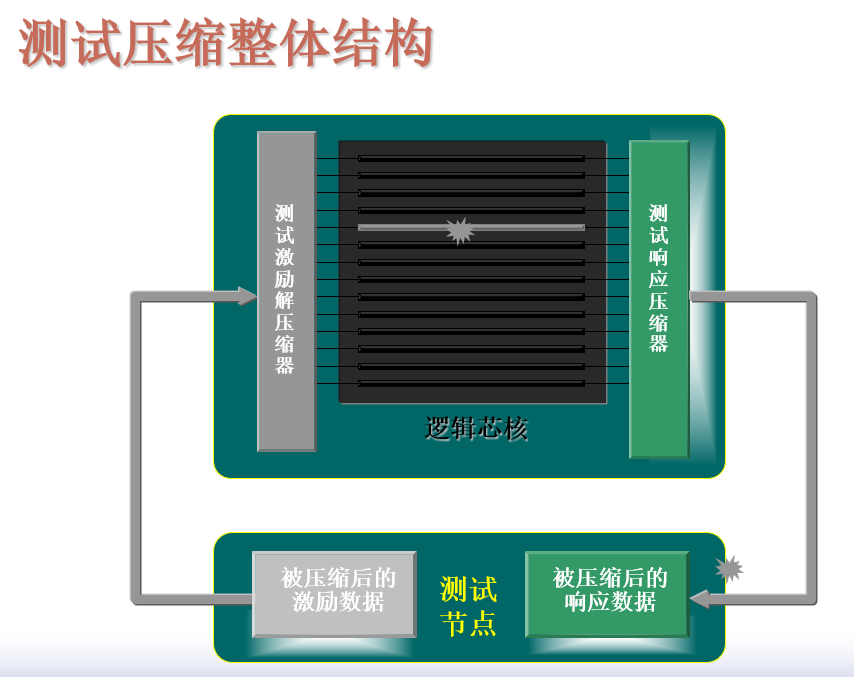 测试压缩整体结构
测试激励解压缩器
测试响应压缩器
逻辑芯核
被压缩后的
激励数据
测试
节点
被压缩后的
响应数据